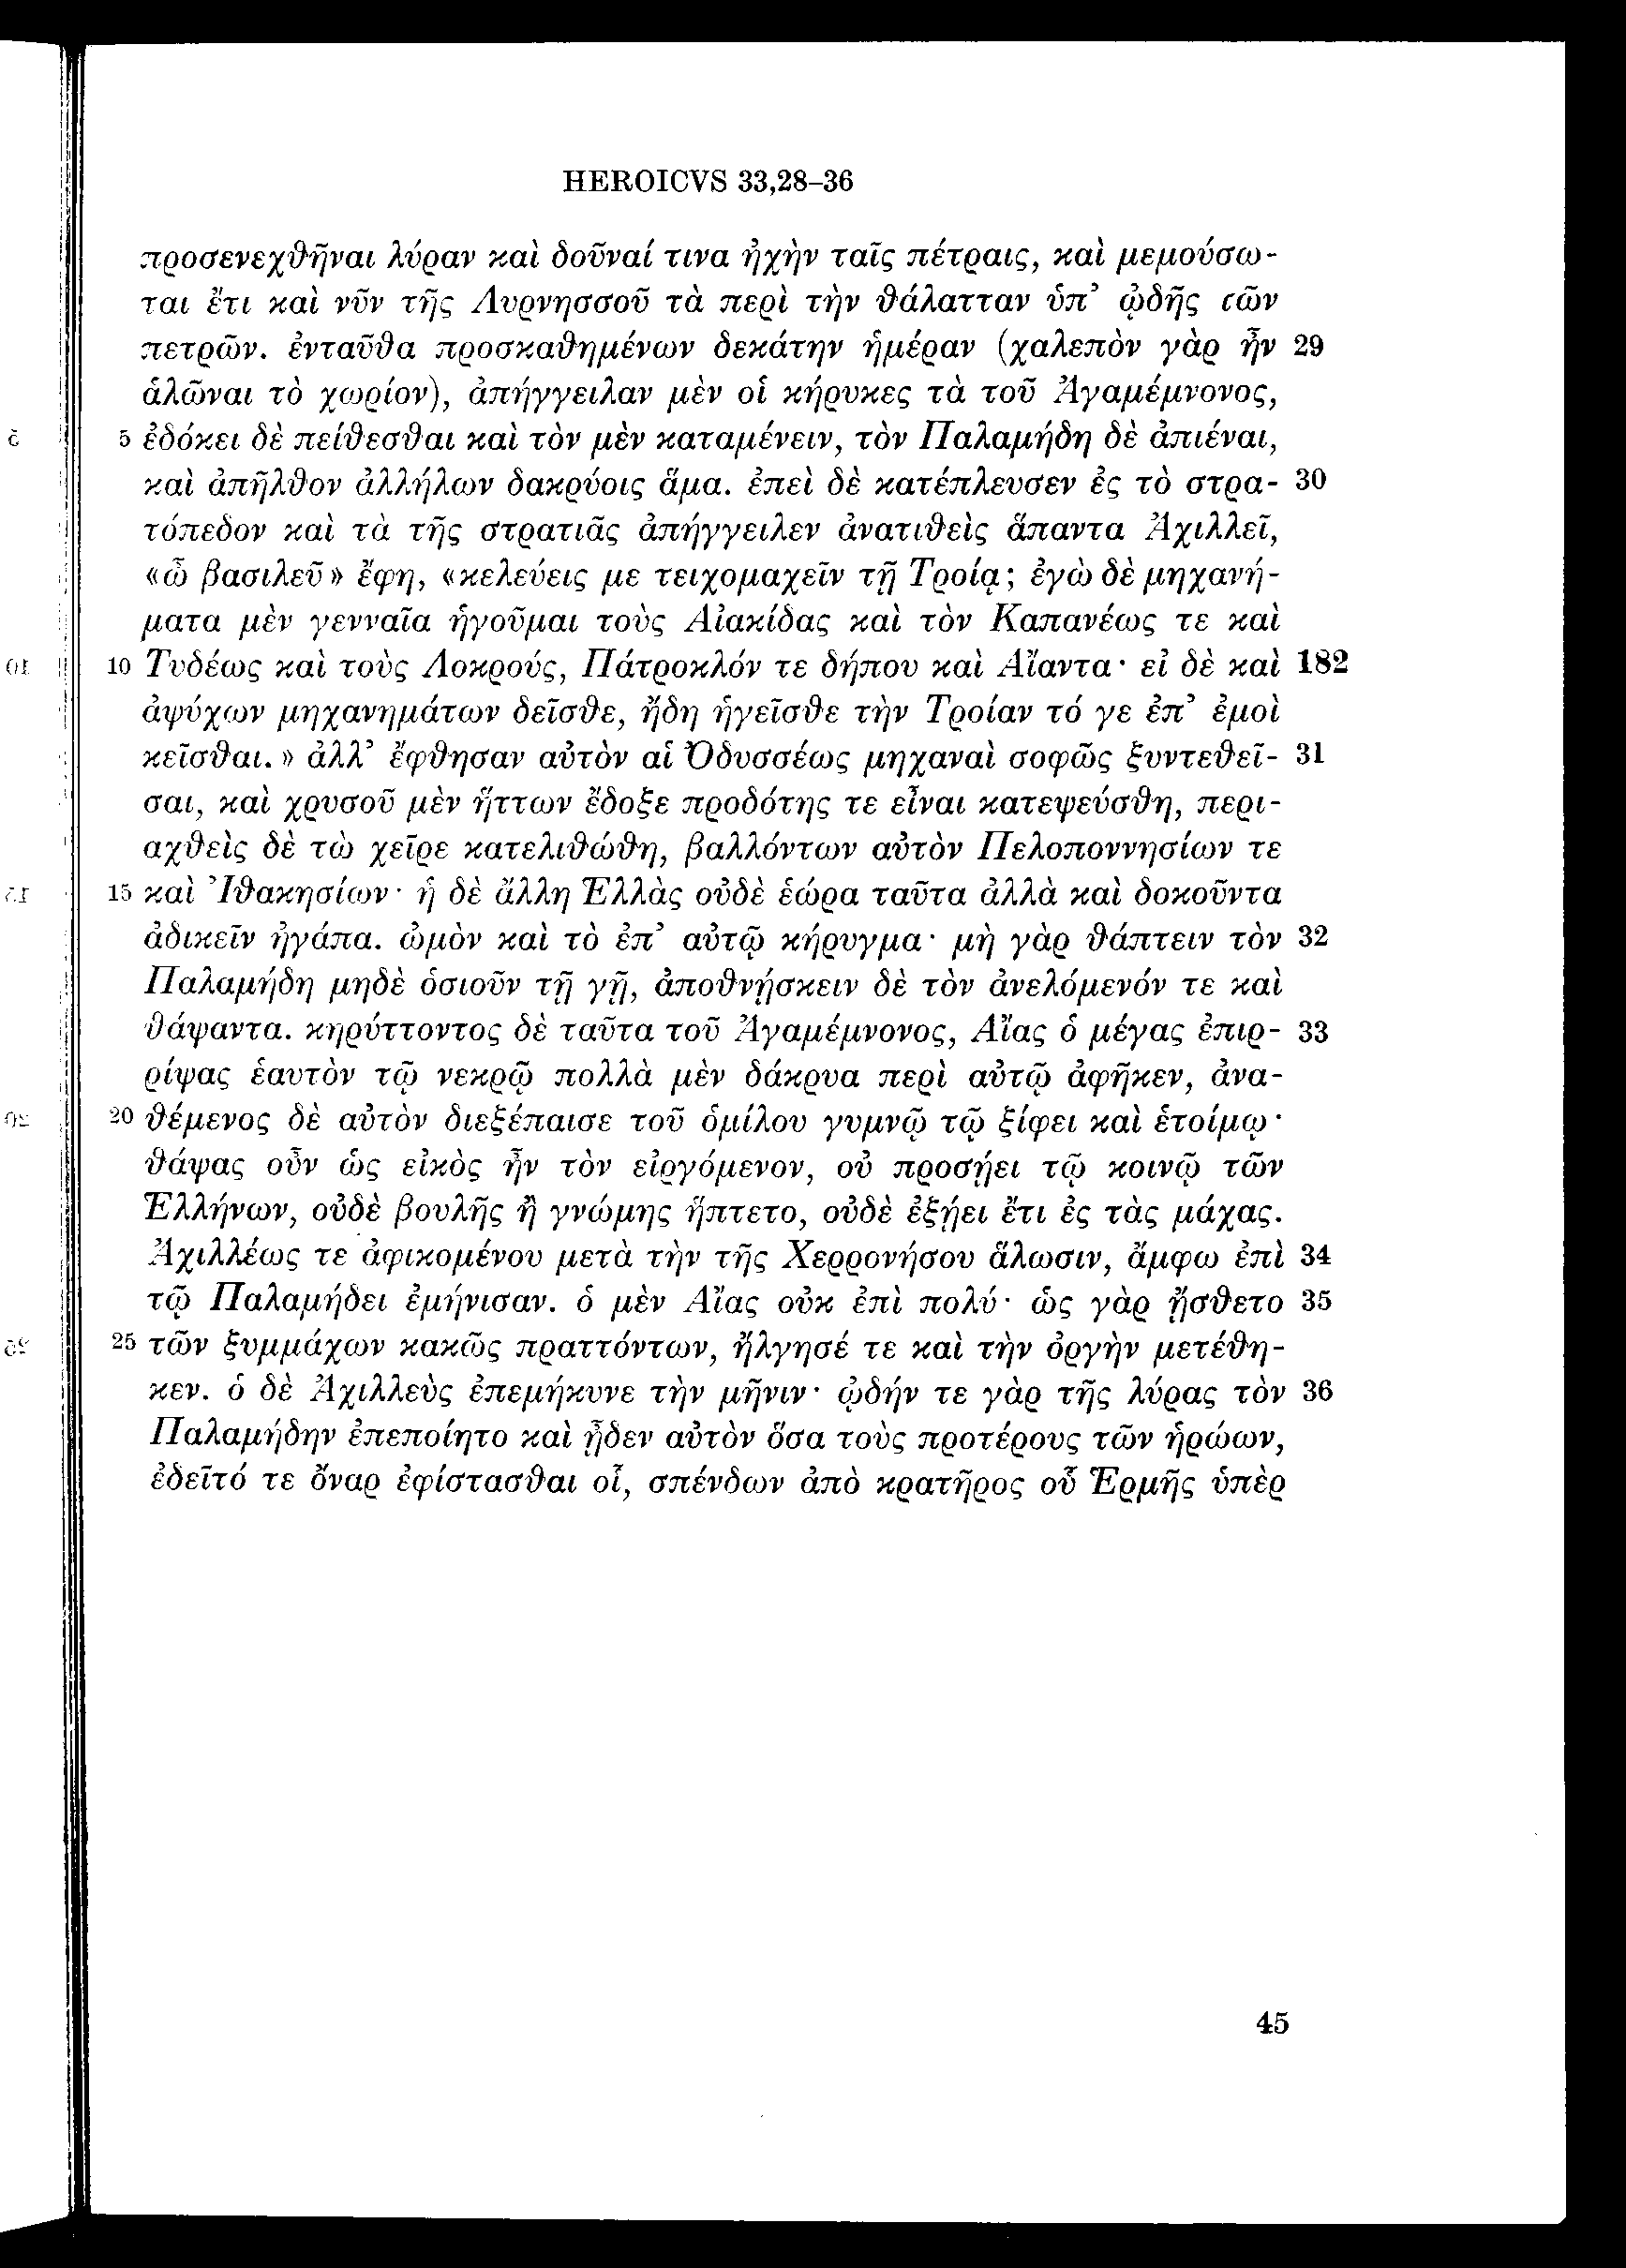 HEROICVS 33,28–36
προσενεχθῆναι λύραν καὶ δοῦναί τινα ἠχὴν ταῖς πέτραις, καὶ μεμούσω-
ται ἔτι καὶ νῦν τῆς Λυρνησσοῦ τὰ περὶ τὴν θάλατταν ὑπ’ ᾠδῆς τῶν
πετρῶν. ἐνταῦθα προσκαθημένων δεκάτην ἡμέραν (χαλεπὸν γὰρ ἦν 29
ἁλῶναι τὸ χωρίον), ἀπήγγειλαν μὲν οἱ κήρυκες τὰ τοῦ Ἀγαμέμνονος,
5 ἐδόκει δὲ πείθεσθαι καὶ τὸν μὲν καταμένειν, τὸν Παλαμήδη δὲ ἀπιέναι,
καὶ ἀπῆλθον ἀλλήλων δακρύοις ἅμα. ἐπεὶ δὲ κατέπλευσεν ἐς τὸ στρα- 30
τόπεδον καὶ τὰ τῆς στρατιᾶς ἀπήγγειλεν ἀνατιθεὶς ἅπαντα Ἀχιλλεῖ,
«ὦ βασιλεῦ» ἔφη, «κελεύεις με τειχομαχεῖν τῇ Τροίᾳ; ἐγὼ δὲ μηχανή-
ματα μὲν γενναῖα ἡγοῦμαι τοὺς Αἰακίδας καὶ τὸν Καπανέως τε καὶ
10 Τυδέως καὶ τοὺς Λοκρούς, Πάτροκλόν τε δήπου καὶ Αἴαντα· εἰ δὲ καὶ 182
ἀψύχων μηχανημάτων δεῖσθε, ἤδη ἡγεῖσθε τὴν Τροίαν τό γε ἐπ’ ἐμοὶ
κεῖσθαι.» ἀλλ’ ἔφθησαν αὐτὸν αἱ Ὀδυσσέως μηχαναὶ σοφῶς ξυντεθεῖ- 31
σαι, καὶ χρυσοῦ μὲν ἥττων ἔδοξε προδότης τε εἶναι κατεψεύσθη, περι-
αχθεὶς δὲ τὼ χεῖρε κατελιθώθη, βαλλόντων αὐτὸν Πελοποννησίων τε
15 καὶ Ἰθακησίων· ἡ δὲ ἄλλη Ἑλλὰς οὐδὲ ἑώρα ταῦτα ἀλλὰ καὶ δοκοῦντα
ἀδικεῖν ἠγάπα. ὠμὸν καὶ τὸ ἐπ’ αὐτῷ κήρυγμα· μὴ γὰρ θάπτειν τὸν 32
Παλαμήδη μηδὲ ὁσιοῦν τῇ γῇ, ἀποθνῄσκειν δὲ τὸν ἀνελόμενόν τε καὶ
θάψαντα. κηρύττοντος δὲ ταῦτα τοῦ Ἀγαμέμνονος, Αἴας ὁ μέγας ἐπιρ- 33
ρίψας ἑαυτὸν τῷ νεκρῷ πολλὰ μὲν δάκρυα περὶ αὐτῷ ἀφῆκεν, ἀνα-
20 θέμενος δὲ αὐτὸν διεξέπαισε τοῦ ὁμίλου γυμνῷ τῷ ξίφει καὶ ἑτοίμῳ·
θάψας οὖν ὡς εἰκὸς ἦν τὸν εἰργόμενον, οὐ προσῄει τῷ κοινῷ τῶν
Ἑλλήνων, οὐδὲ βουλῆς ἢ γνώμης ἥπτετο, οὐδὲ ἐξῄει ἔτι ἐς τὰς μάχας.
Ἀχιλλέως τε ἀφικομένου μετὰ τὴν τῆς Χερρονήσου ἅλωσιν, ἄμφω ἐπὶ 34
τῷ Παλαμήδει ἐμήνισαν. ὁ μὲν Αἴας οὐκ ἐπὶ πολύ· ὡς γὰρ ᾔσθετο 35
25 τῶν ξυμμάχων κακῶς πραττόντων, ἤλγησέ τε καὶ τὴν ὀργὴν μετέθη-
κεν. ὁ δὲ Ἀχιλλεὺς ἐπεμήκυνε τὴν μῆνιν· ᾠδήν τε γὰρ τῆς λύρας τὸν 36
Παλαμήδην ἐπεποίητο καὶ ᾖδεν αὐτὸν ὅσα τοὺς προτέρους τῶν ἡρώων,
ἐδεῖτό τε ὄναρ ἐφίστασθαι οἷ, σπένδων ἀπὸ κρατῆρος οὗ Ἑρμῆς ὑπὲρ
45